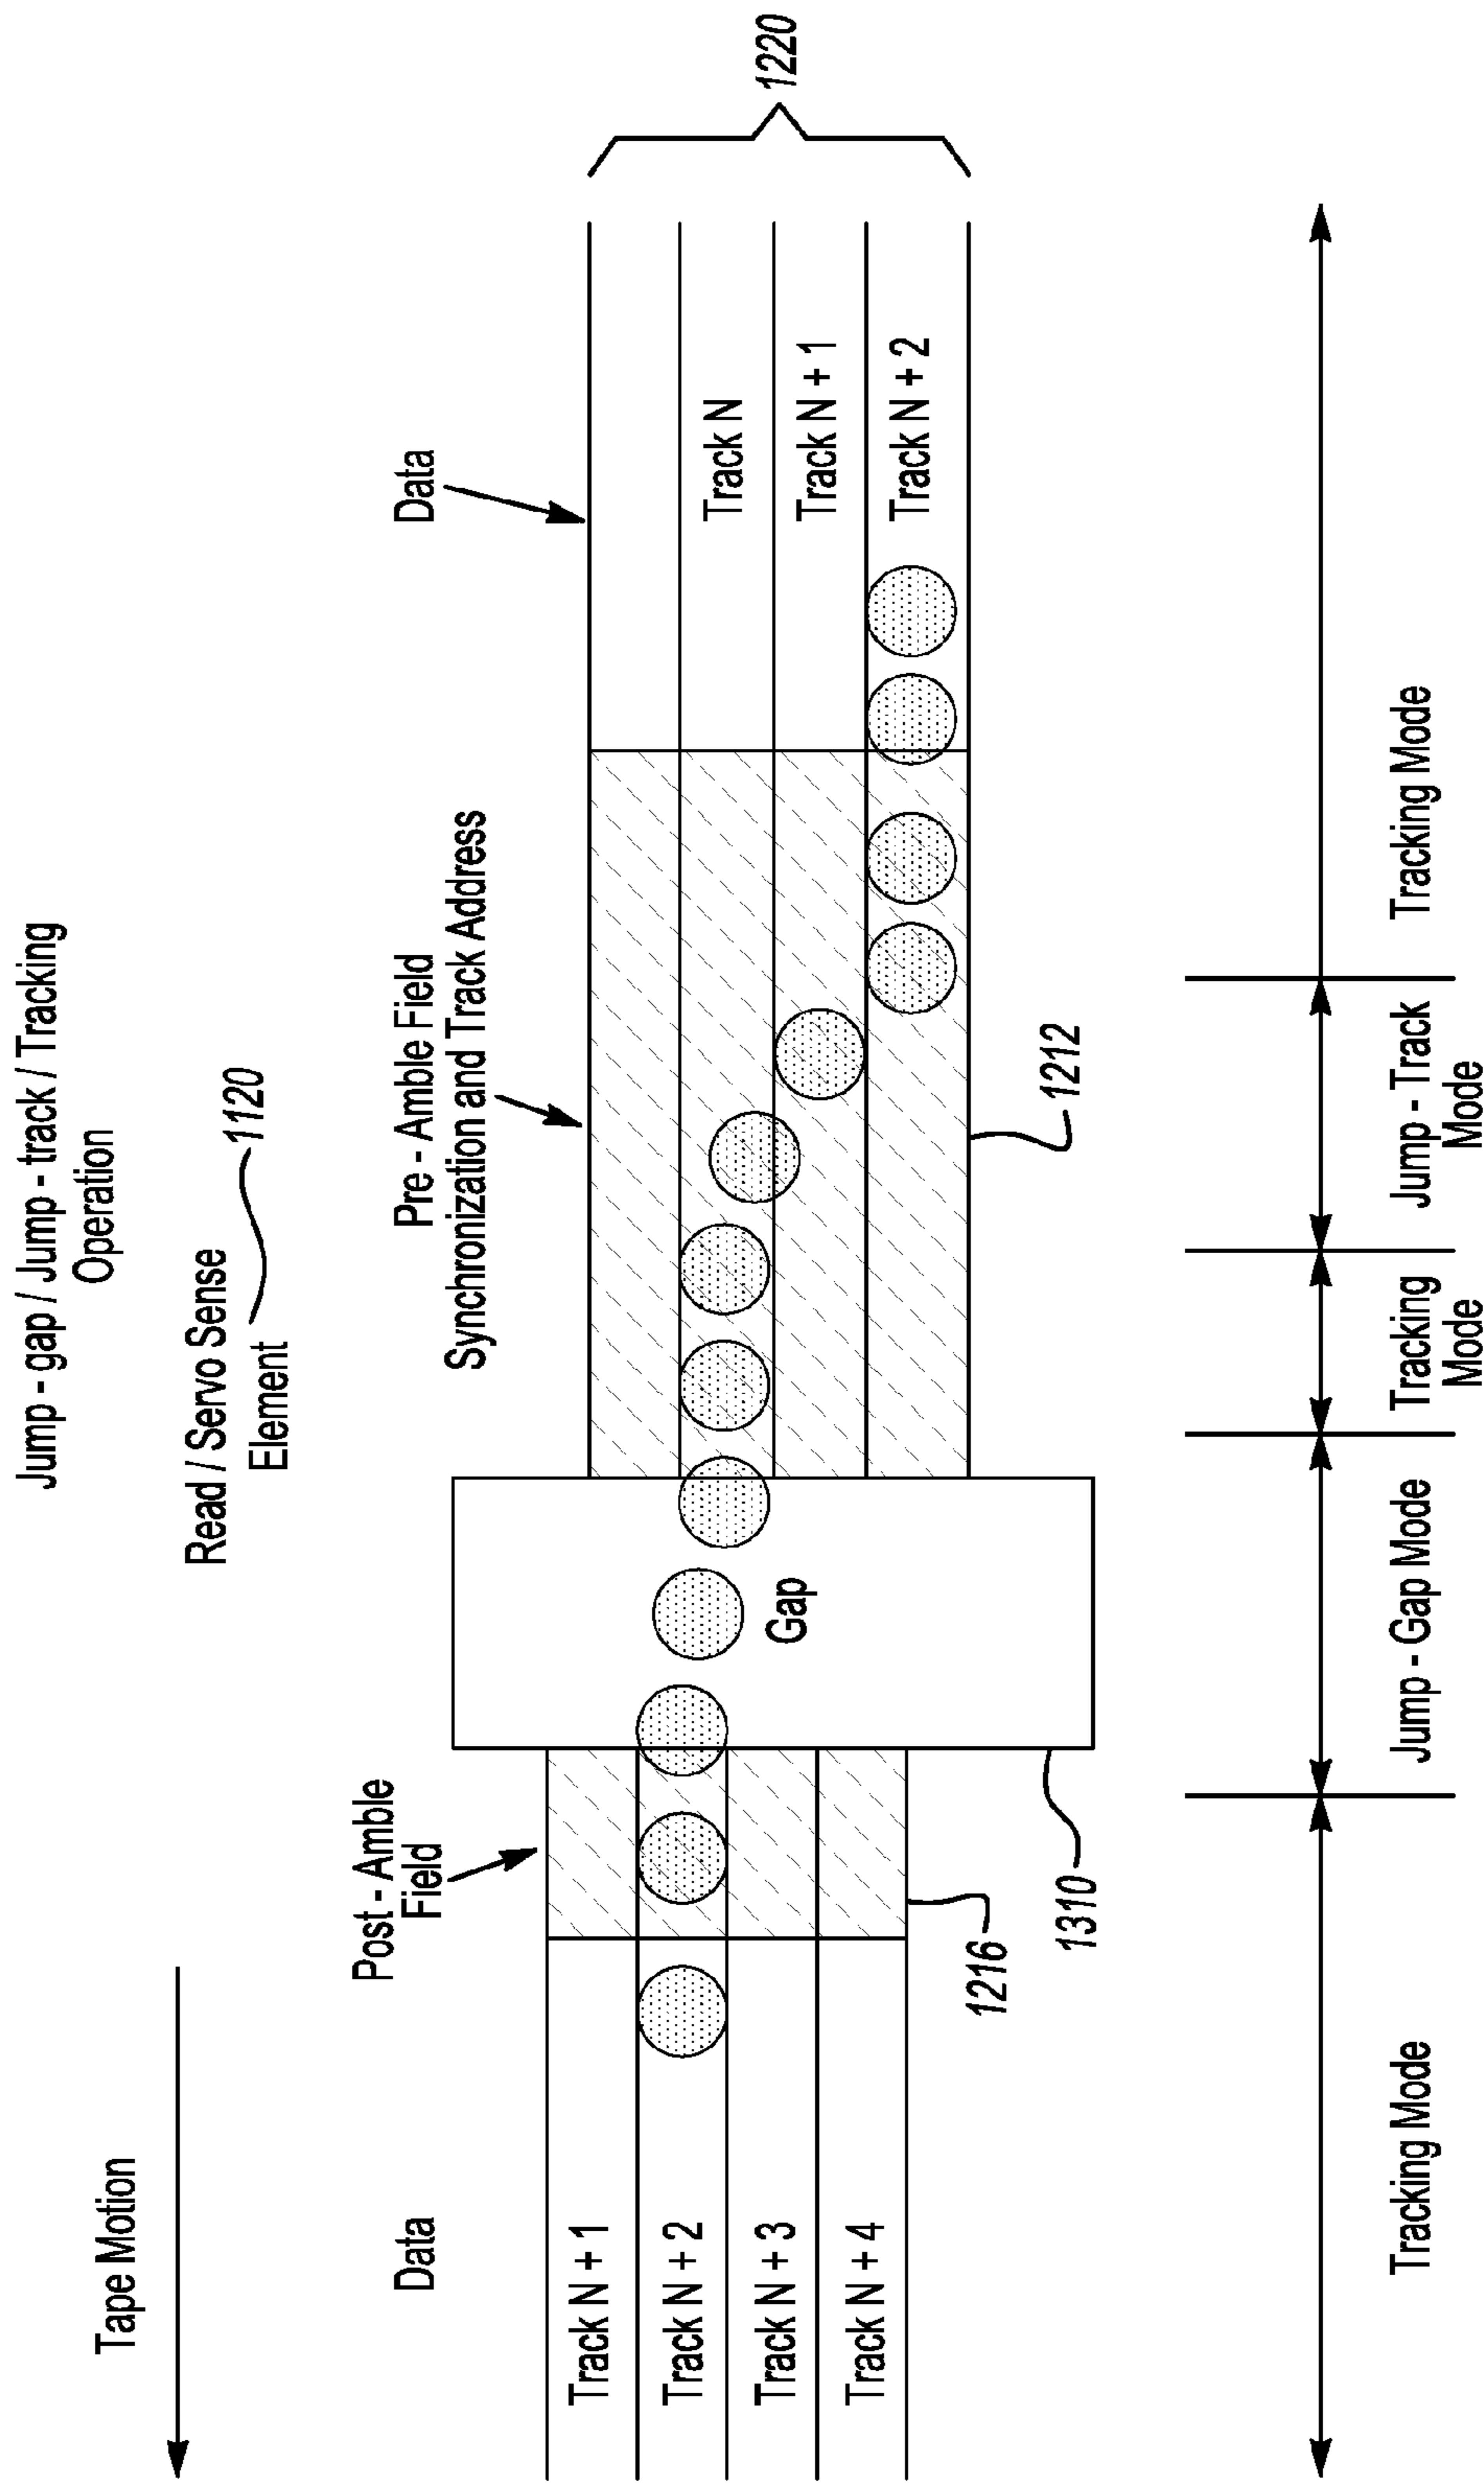 Jump - gap / Jump - track / Tracking
Operation
Tape Motion
Read / Servo Sense
Element
1120
Data
Post - Amble
Field
Pre - Amble Field
Synchronization and Track Address
Data
1220
Track N + 1
Track N + 2
Track N + 3
Track N + 4
Gap
Track N
Track N + 1
Track N + 2
1216
1310
1212
Tracking Mode
Jump - Gap Mode
Tracking
Mode
Jump - Track
Mode
Tracking Mode